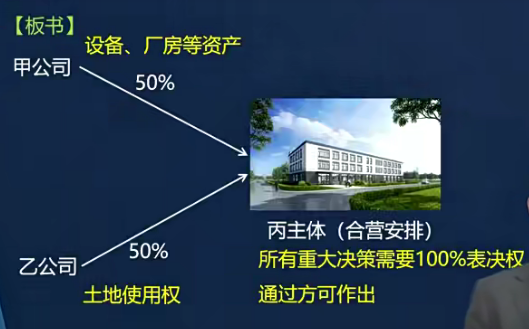 【板书】
设备、厂房等资产
甲公司
50%
丙主体（合营安排）
50%
所有重大决策需要100%表决权
乙公司
土地使用权
通过方可作出